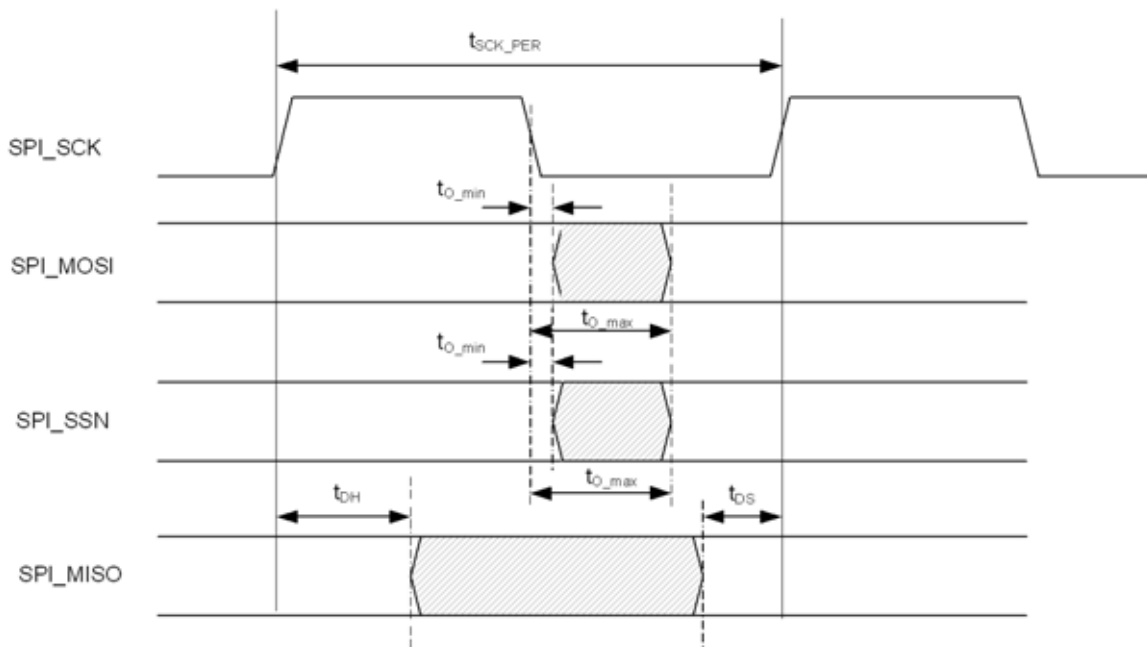 tSCK_PER
SPI_SCK
tO_min
SPI_MOSI
tO_max
tO_min
SPI_SSN
tO_max
tDH
tDS
SPI_MISO